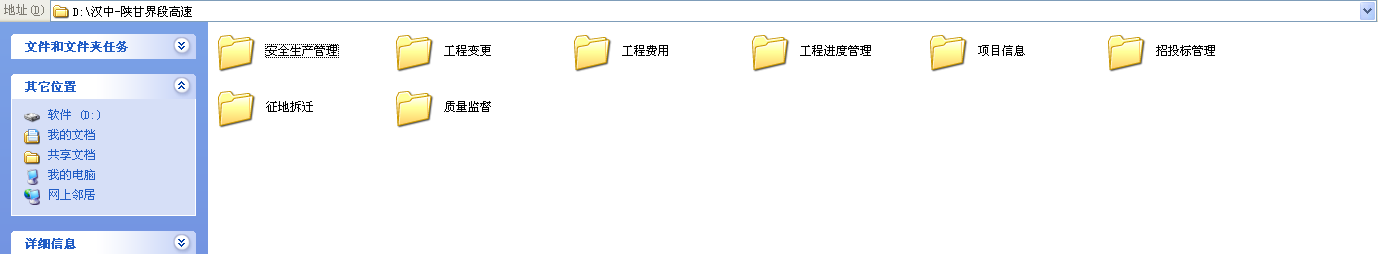 地址(D) D:\汉中-陕甘界段高速
文件和文件夹任务
其它位置
软件 (D:)
我的文档
共享文档
我的电脑
网上邻居
详细信息
安全生产管理 工程变更 工程费用 工程进度管理 项目信息 招投标管理
征地拆迁 质量监督